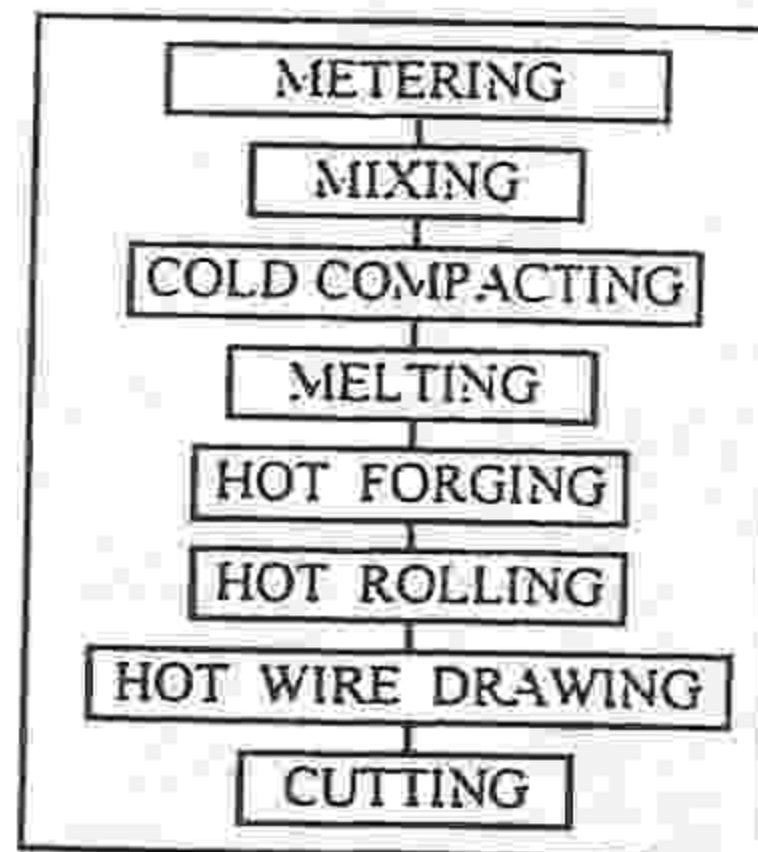 METERING
MIXING
COLD COMPACTING
MELTING
HOT FORGING
HOT ROLLING
HOT WIRE DRAWING
CUTTING